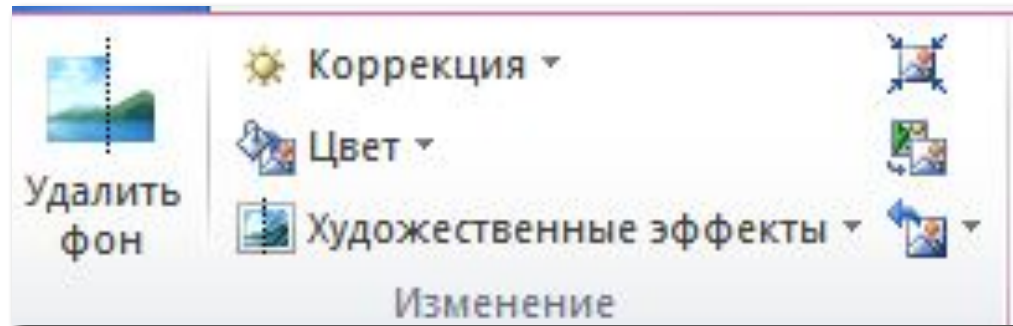 Удалить
фон
Коррекция
Цвет
Художественные эффекты
Изменение